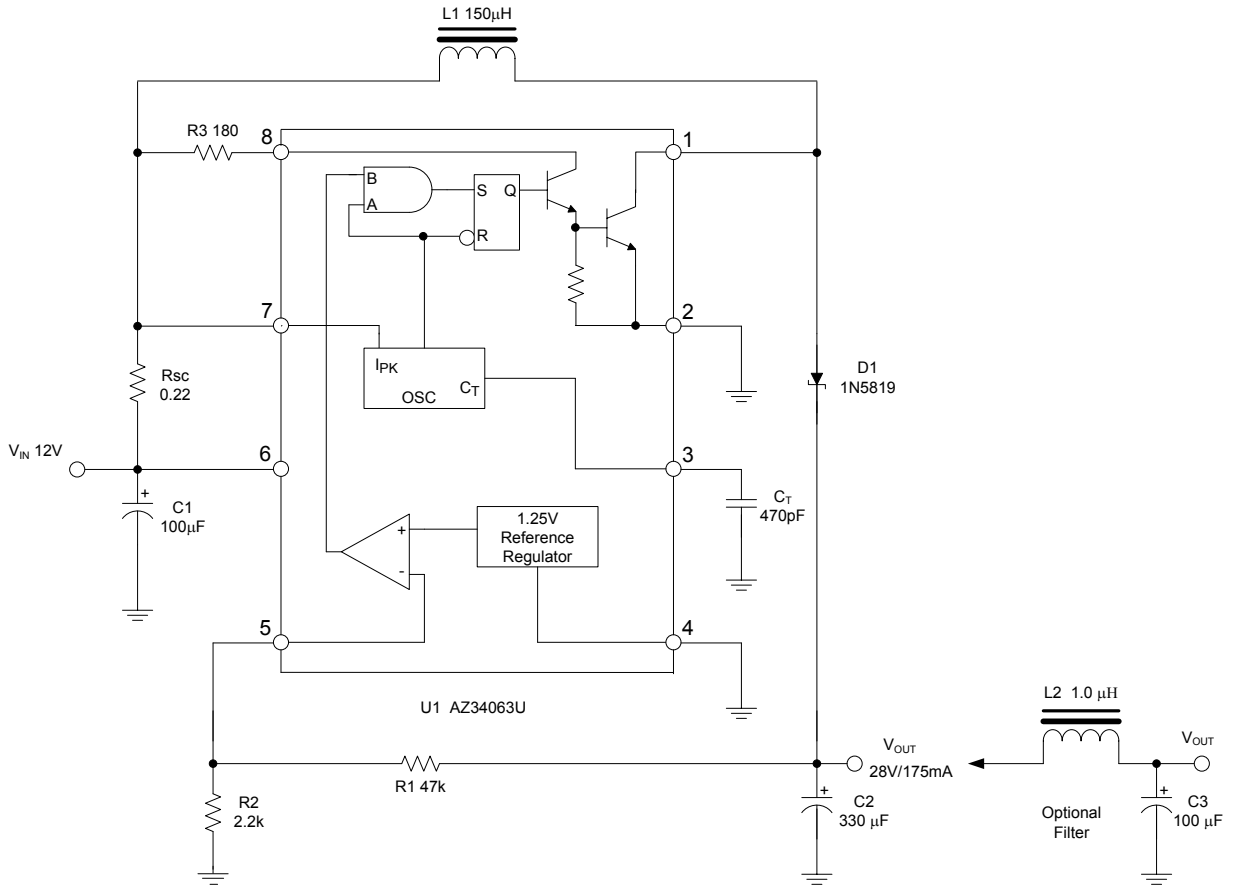 L1 150μH
R3 180
8
1
B
A
S
Q
R
7
2
IPK
CT
OSC
Rsc
0.22
D1
1N5819
VIN 12V
6
3
+
C1
100μF
CT
470pF
1.25V
Reference
Regulator
+
-
5
4
U1 AZ34063U
L2 1.0 μH
VOUT
28V/175mA
VOUT
R1 47k
R2
2.2k
+
C2
330 μF
Optional
Filter
+
C3
100 μF